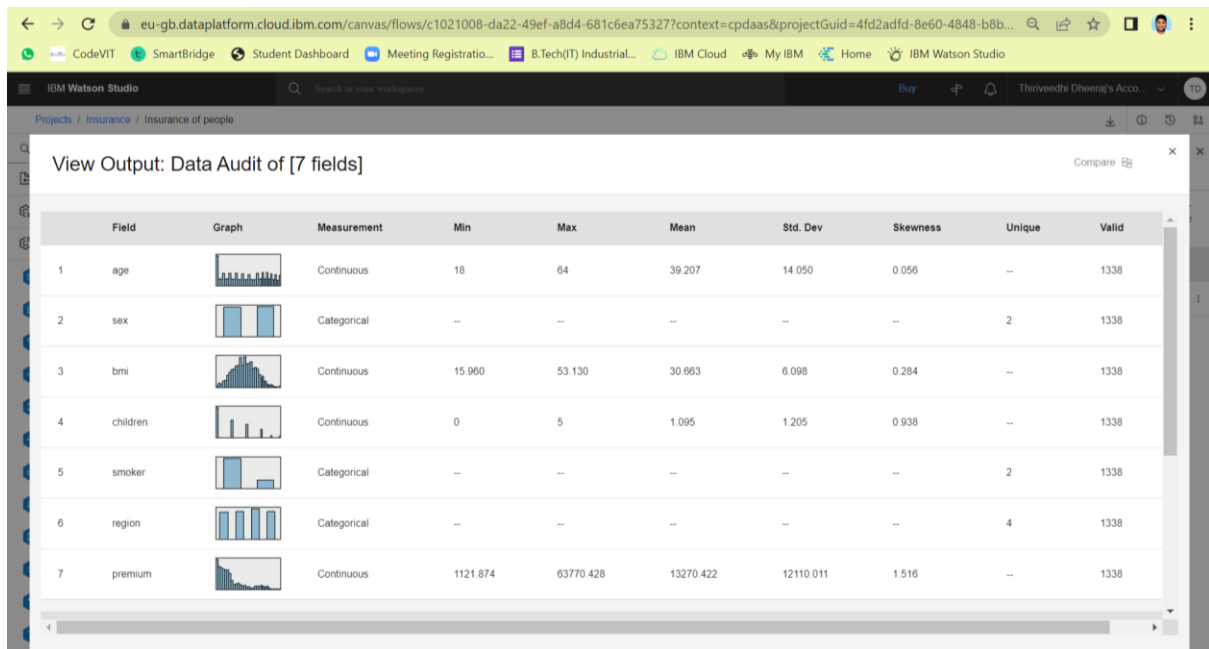 eu-gb.dataplatform.cloud.ibm.com/canvas/flows/c1021008-da22-49ef-a8d4-681c6ea75327?context=cpdaas&projectGuid=4fd2adfd-8e60-4848-b8b...
CodeVIT SmartBridge Student Dashboard Meeting Registratio... B.Tech(IT) Industrial... IBM Cloud My IBM Home IBM Watson Studio
IBM Watson Studio Search in your workspaces Buy Thiriveedhi Dheeraj's Acco... TD
Projects / Insurance / Insurance of people
View Output: Data Audit of [7 fields] Compare
Field Graph Measurement Min Max Mean Std. Dev Skewness Unique Valid
1 age Continuous 18 64 39.207 14.050 0.056 -- 1338
2 sex Categorical -- -- -- -- -- 2 1338
3 bmi Continuous 15.960 53.130 30.663 6.098 0.284 -- 1338
4 children Continuous 0 5 1.095 1.205 0.938 -- 1338
5 smoker Categorical -- -- -- -- -- 2 1338
6 region Categorical -- -- -- -- -- 4 1338
7 premium Continuous 1121.874 63770.428 13270.422 12110.011 1.516 -- 1338